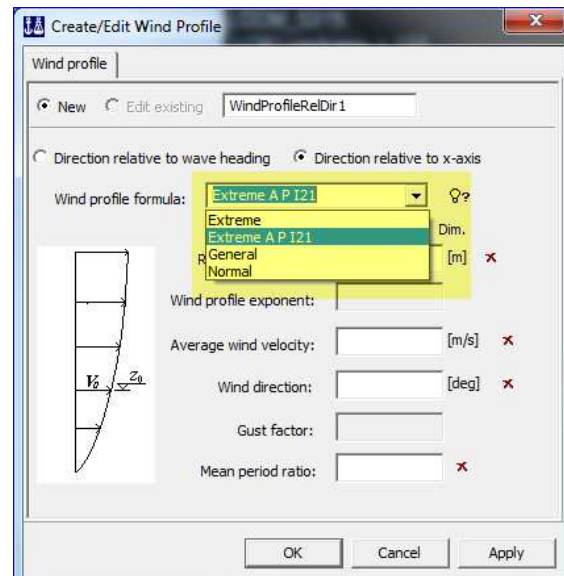 Create/Edit Wind Profile
Wind profile
New Edit existing WindProfileRelDir1
Direction relative to wave heading Direction relative to x-axis
Wind profile formula: Extreme A P I21 ?
Extreme
Extreme A P I21 Dim.
R General [m]
Normal
Wind profile exponent:
Average wind velocity: [m/s]
V₀ Z₀ Wind direction: [deg]
Gust factor:
Mean period ratio:
OK Cancel Apply